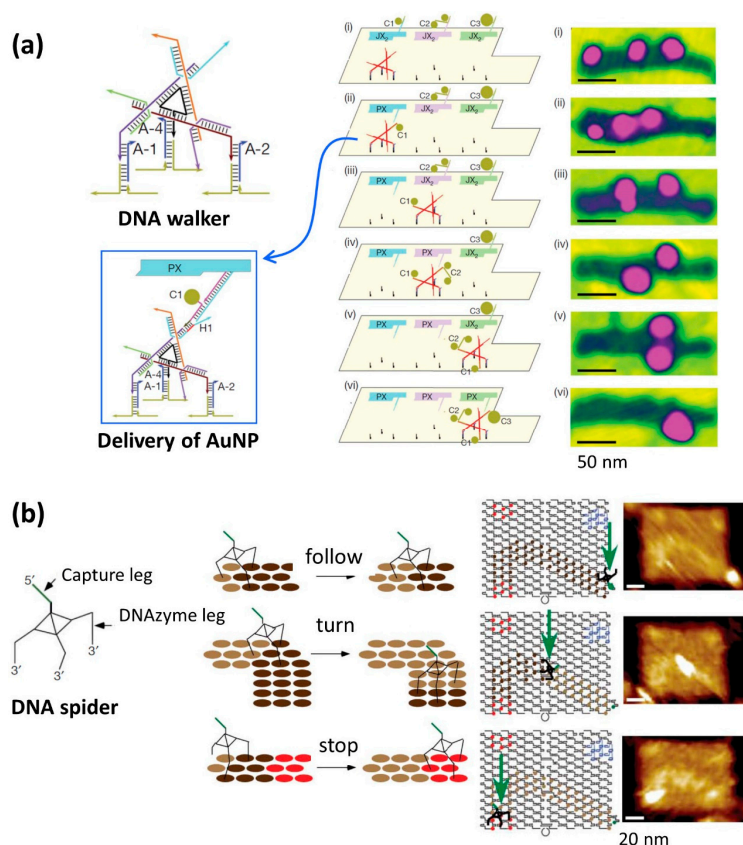 (a)
A-4
A-1
A-2
DNA walker
PX
C1
H1
A-4
A-1
A-2
Delivery of AuNP
(i)
C1 C2 C3
JX2 JX2 JX2
(ii)
C2 C3
PX JX2 JX2
C1
(iii)
C2 C3
PX JX2 JX2
C1
(iv)
C3
PX PX JX2
C1 C2
(v)
C3
PX PX JX2
C2
C1
(vi)
PX PX PX
C2 C3
C1
(i)
(ii)
(iii)
(iv)
(v)
(vi)
50 nm
(b)
5′
Capture leg
DNAzyme leg
3′ 3′ 3′
DNA spider
follow
turn
stop
20 nm